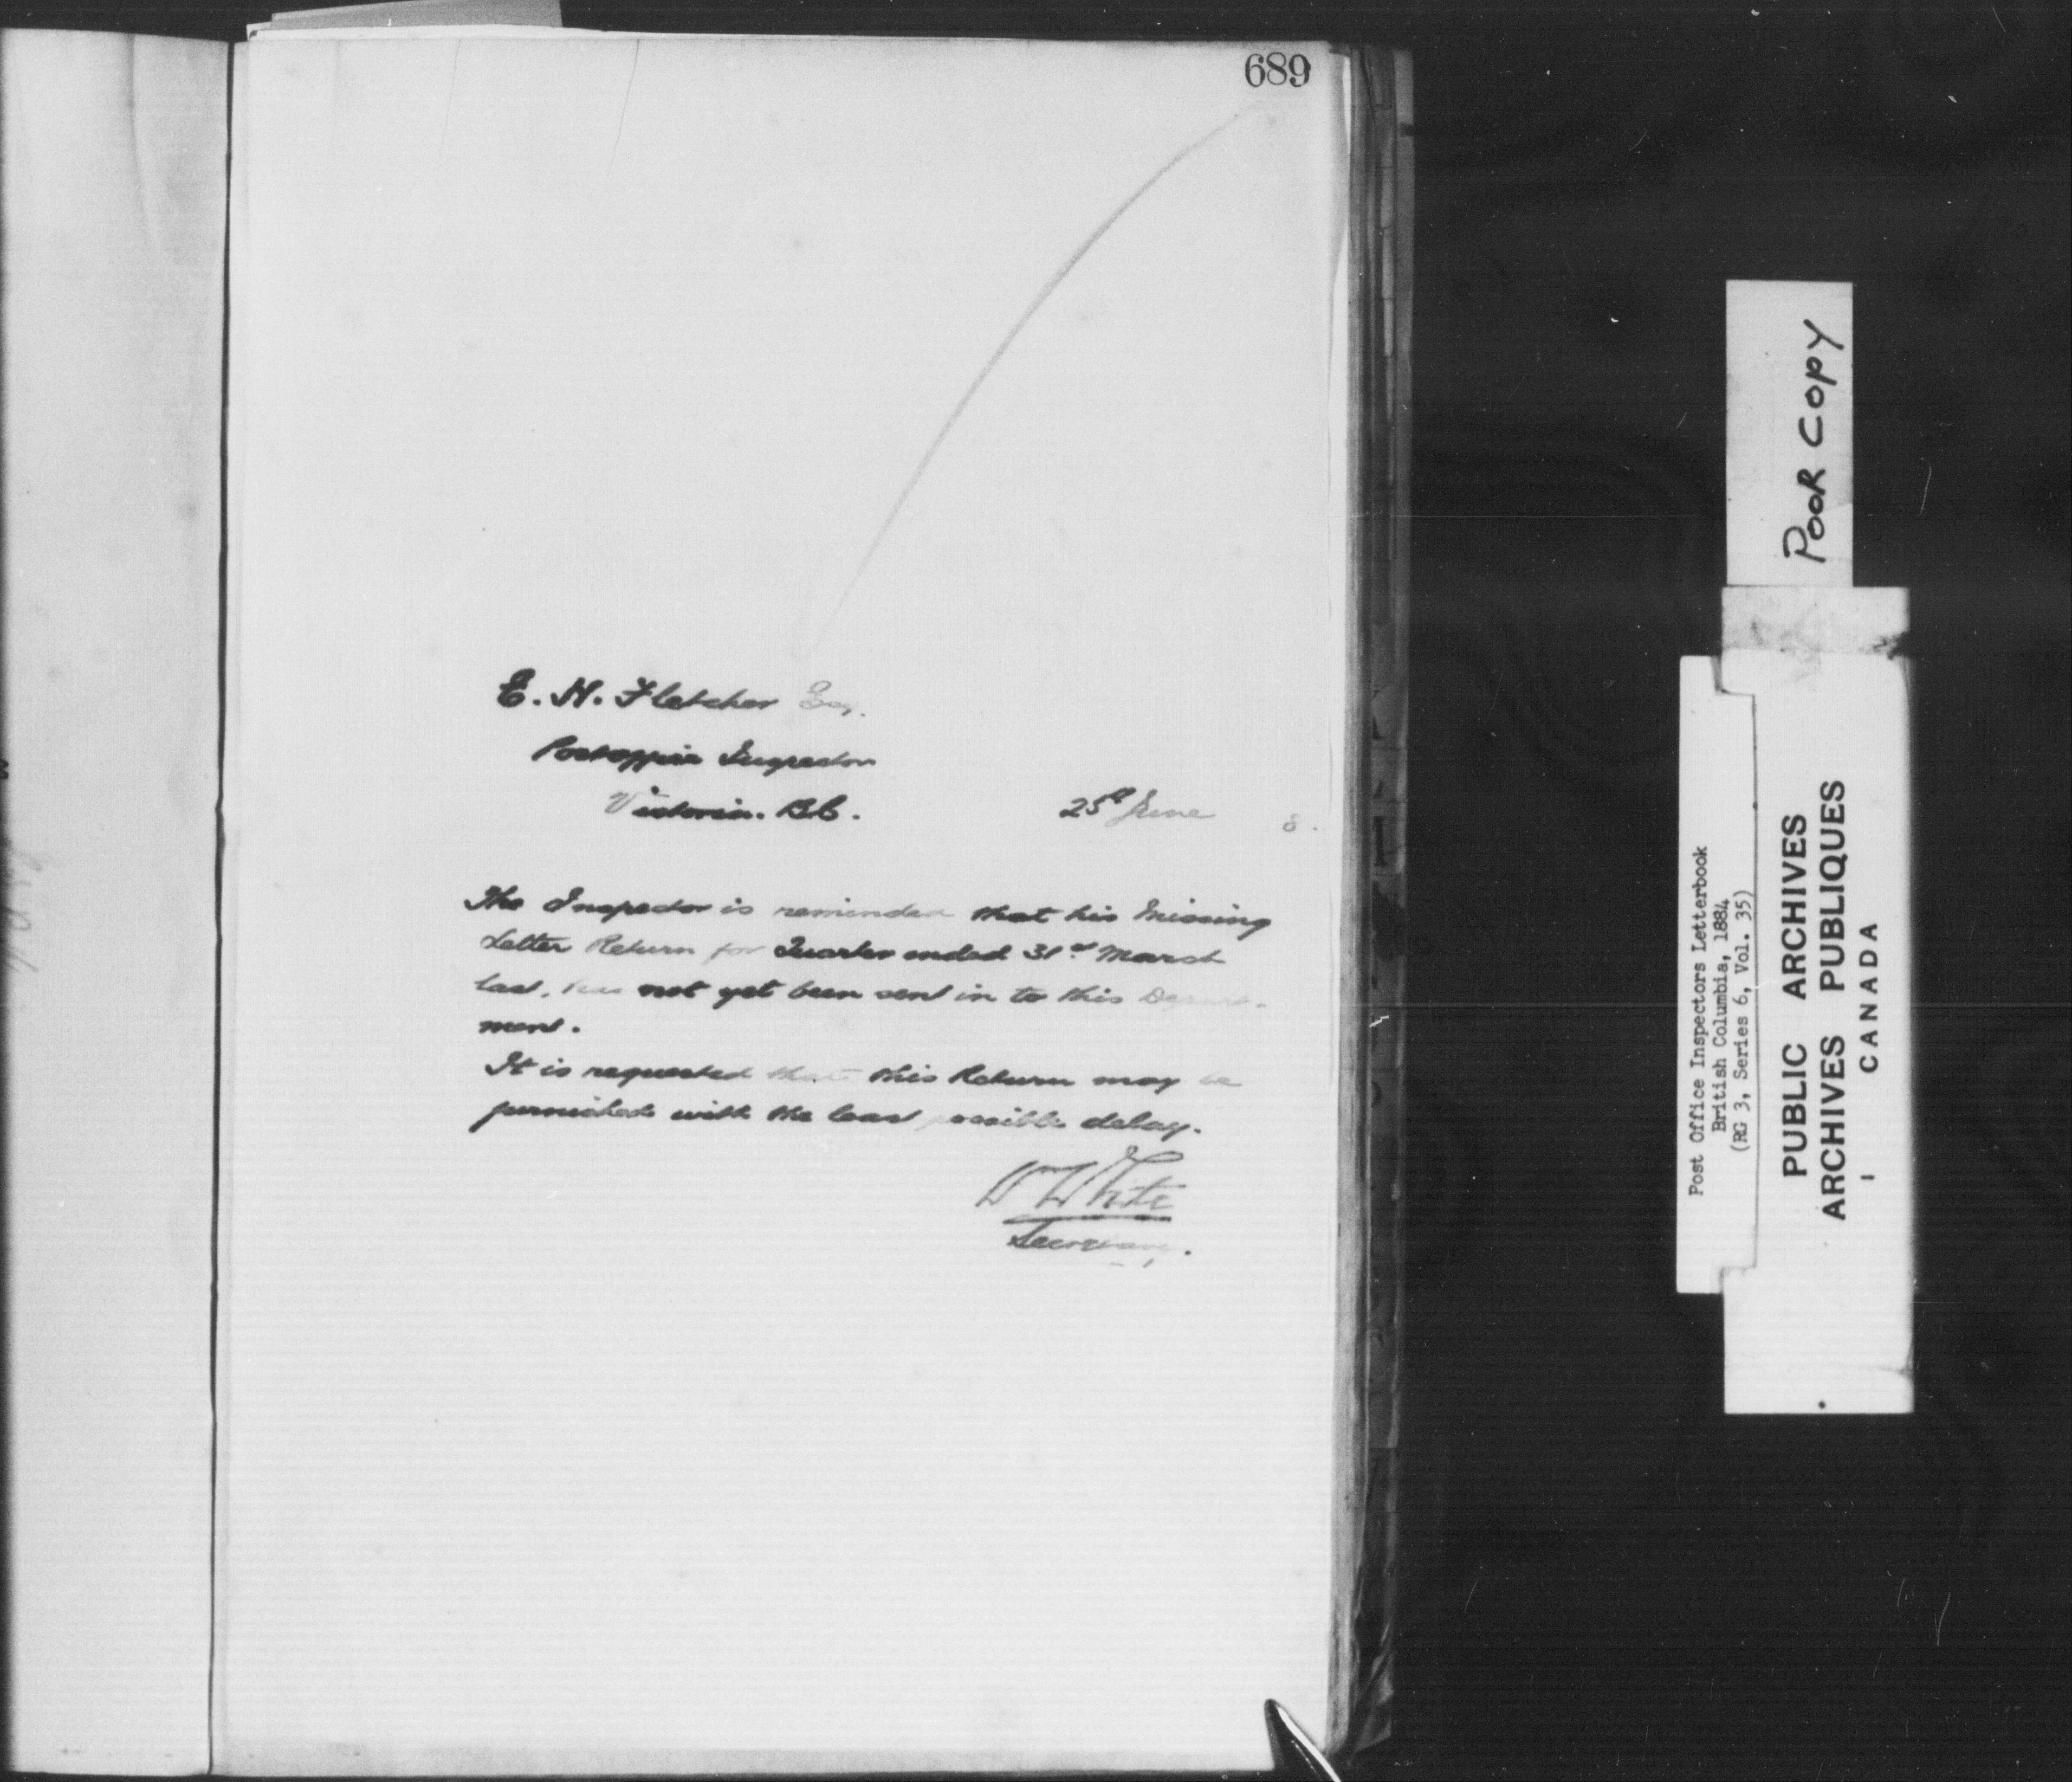 689
E. H. Fletcher Esq.
Postoffice Inspector
Victoria. B.C.
25th June 8 .
The Inspector is reminded that his Missing
Letter Return for Quarter ended 31st March
last, has not yet been sent in to this Depart-
ment.
It is requested that this Return may be
furnished with the least possible delay.
W White
Secretary.
POOR COPY
Post Office Inspectors Letterbook
British Columbia, 1884
(RG 3, Series 6, Vol. 35)
PUBLIC ARCHIVES
ARCHIVES PUBLIQUES
CANADA